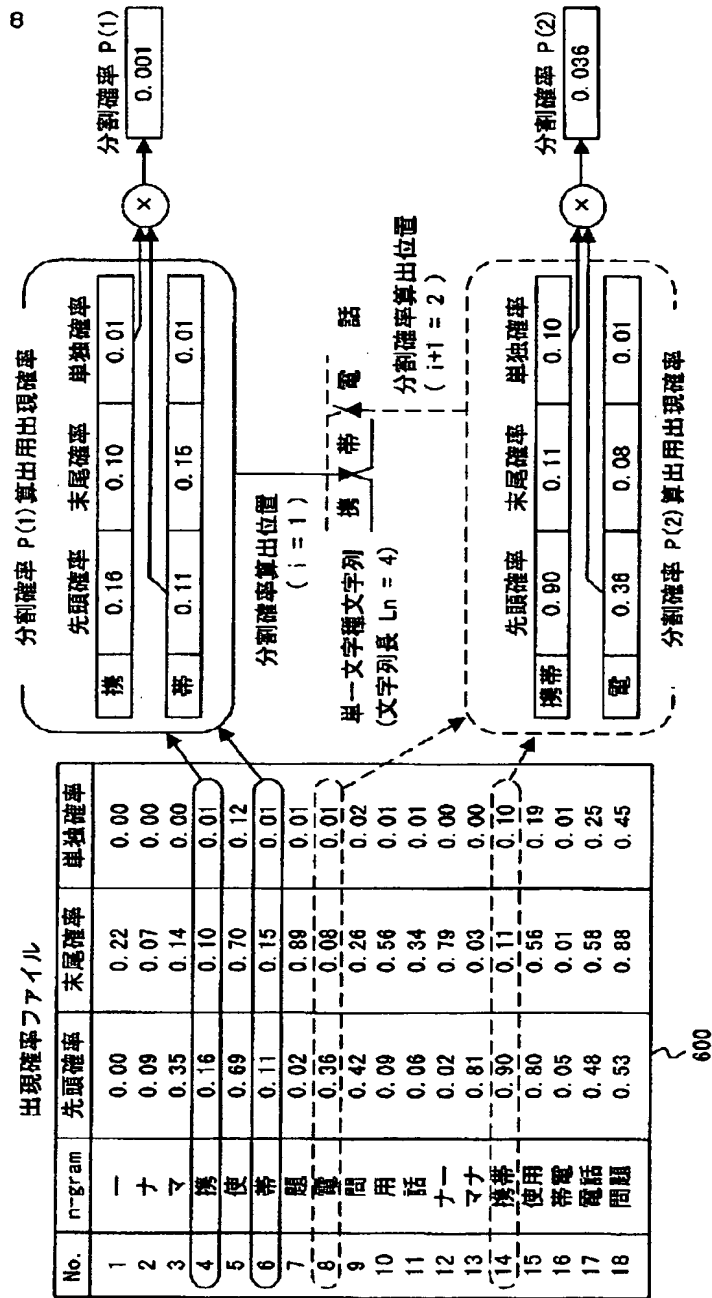 8
出現確率ファイル
No. n-gram 先頭確率 末尾確率 単独確率
1 ー 0.00 0.22 0.00
2 ナ 0.09 0.07 0.00
3 マ 0.35 0.14 0.00
4 携 0.16 0.10 0.01
5 使 0.69 0.70 0.12
6 帯 0.11 0.15 0.01
7 題 0.02 0.89 0.01
8 電 0.36 0.08 0.01
9 問 0.42 0.26 0.02
10 用 0.09 0.56 0.01
11 話 0.06 0.34 0.01
12 ナー 0.02 0.79 0.00
13 マナ 0.81 0.03 0.00
14 携帯 0.90 0.11 0.10
15 使用 0.80 0.56 0.19
16 帯電 0.05 0.01 0.01
17 電話 0.48 0.58 0.25
18 問題 0.53 0.88 0.45
600
分割確率 P(1)算出用出現確率
先頭確率 末尾確率 単独確率
携 0.16 0.10 0.01
帯 0.11 0.15 0.01
×
分割確率 P(1)
0.001
分割確率算出位置
( i = 1 )
単一文字種文字列
(文字列長 Ln = 4)
携 帯 電 話
分割確率算出位置
( i+1 = 2 )
先頭確率 末尾確率 単独確率
携帯 0.90 0.11 0.10
電 0.36 0.08 0.01
分割確率 P(2)算出用出現確率
×
分割確率 P(2)
0.036